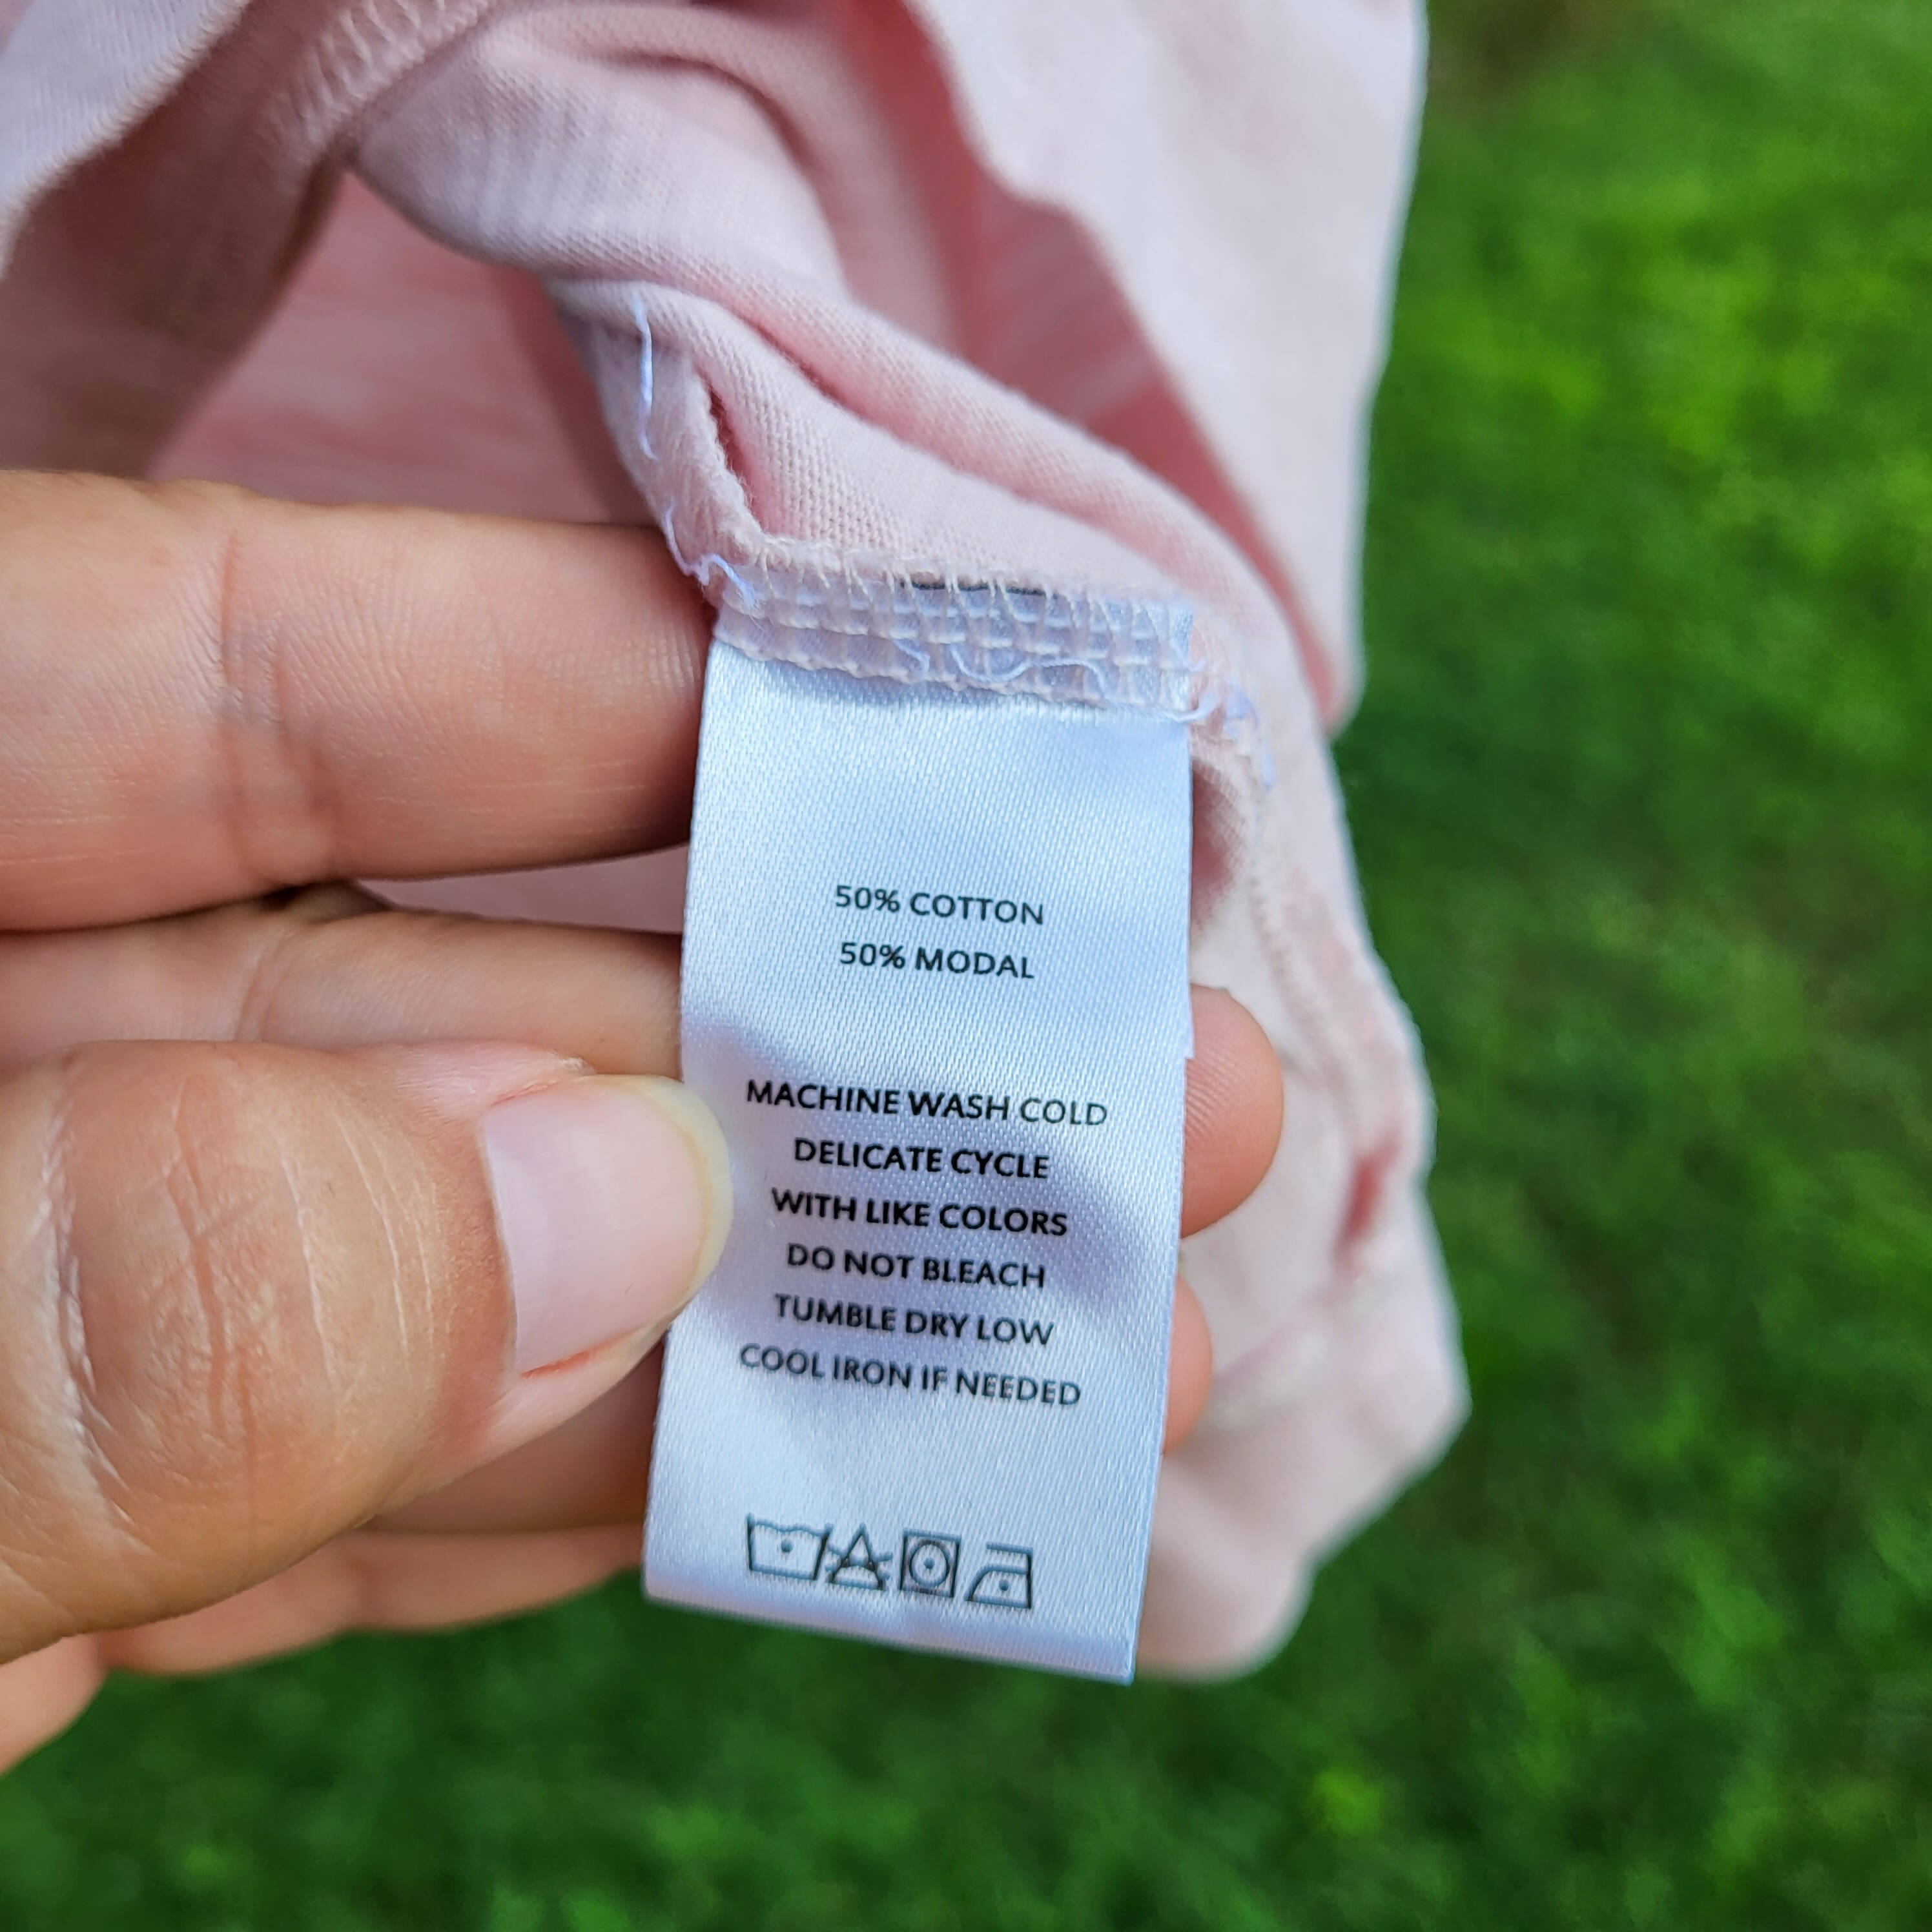 50% COTTON
50% MODAL
MACHINE WASH COLD
DELICATE CYCLE
WITH LIKE COLORS
DO NOT BLEACH
TUMBLE DRY LOW
COOL IRON IF NEEDED